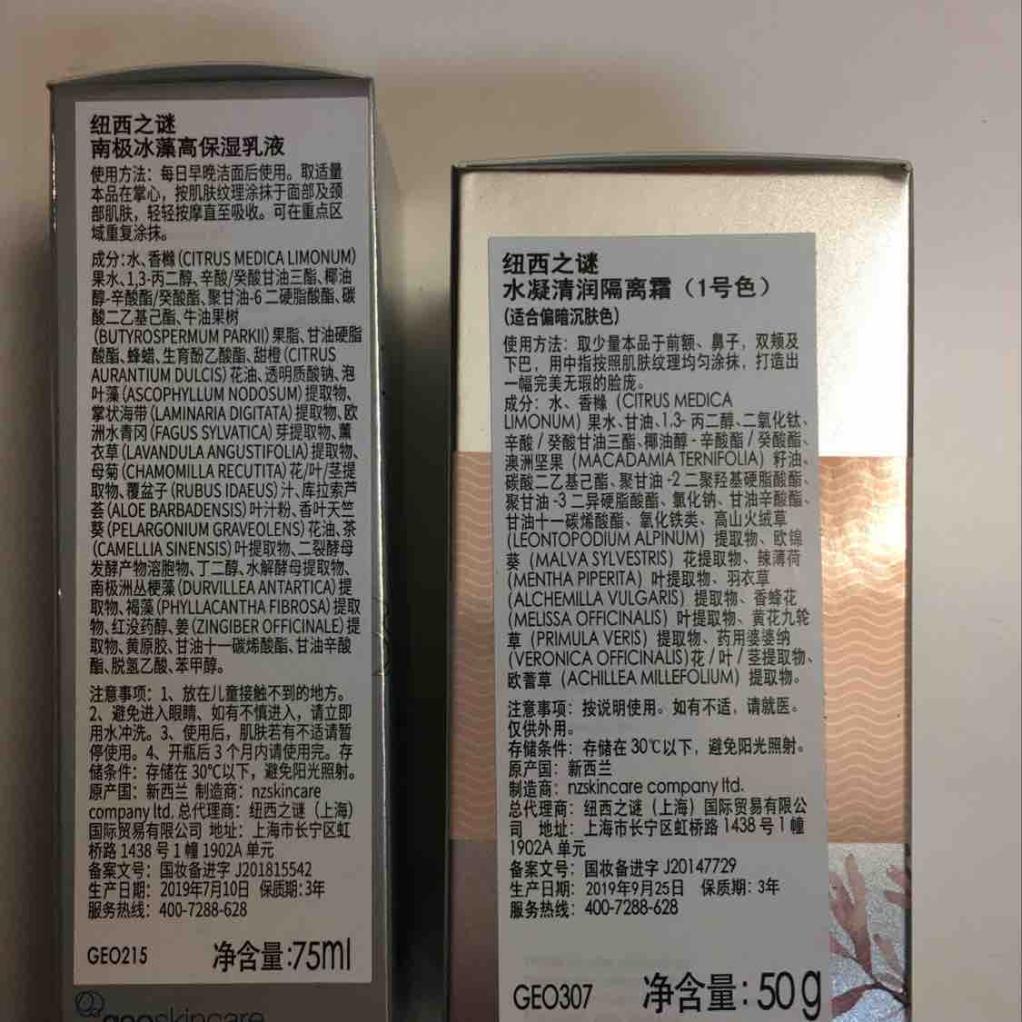 纽西之谜
南极冰藻高保湿乳液
使用方法：每日早晚洁面后使用。取适量
本品在掌心，按肌肤纹理涂抹于面部及颈
部肌肤，轻轻按摩直至吸收。可在重点区
域重复涂抹。
成分:水、香橼(CITRUS MEDICA LIMONUM)
果水、1,3-丙二醇、辛酸/癸酸甘油三酯、椰油
醇-辛酸酯/癸酸酯、聚甘油-6 二硬脂酸酯、碳
酸二乙基己酯、牛油果树
(BUTYROSPERMUM PARKII)果脂、甘油硬脂
酸酯、蜂蜡、生育酚乙酸酯、甜橙(CITRUS
AURANTIUM DULCIS)花油、透明质酸钠、泡
叶藻(ASCOPHYLLUM NODOSUM)提取物、
掌状海带(LAMINARIA DIGITATA)提取物、欧
洲水青冈(FAGUS SYLVATICA)芽提取物、薰
衣草(LAVANDULA ANGUSTIFOLIA)提取物、
母菊(CHAMOMILLA RECUTITA)花/叶/茎提
取物、覆盆子(RUBUS IDAEUS)汁、库拉索芦
荟(ALOE BARBADENSIS)叶汁粉、香叶天竺
葵(PELARGONIUM GRAVEOLENS)花油、茶
(CAMELLIA SINENSIS)叶提取物、二裂酵母
发酵产物溶胞物、丁二醇、水解酵母提取物、
南极洲丛梗藻(DURVILLEA ANTARTICA)提
取物、褐藻(PHYLLACANTHA FIBROSA)提取
物、红没药醇、姜(ZINGIBER OFFICINALE)提
取物、黄原胶、甘油十一碳烯酸酯、甘油辛酸
酯、脱氢乙酸、苯甲醇。
注意事项：1、放在儿童接触不到的地方。
2、避免进入眼睛、如有不慎进入，请立即
用水冲洗。3、使用后，肌肤若有不适请暂
停使用。4、开瓶后 3 个月内请使用完。存
储条件：存储在 30℃以下，避免阳光照射。
原产国：新西兰 制造商：nzskincare
company ltd. 总代理商：纽西之谜（上海）
国际贸易有限公司 地址：上海市长宁区虹
桥路 1438 号 1 幢 1902A 单元
备案文号：国妆备进字 J201815542
生产日期：2019年7月10日 保质期:3年
服务热线：400-7288-628
GEO215 净含量:75ml
geoskincare
纽西之谜
水凝清润隔离霜（1号色）
（适合偏暗沉肤色）
使用方法：取少量本品于前额、鼻子，双颊及
下巴，用中指按照肌肤纹理均匀涂抹，打造出
一幅完美无瑕的脸庞。
成分：水、香橼（CITRUS MEDICA
LIMONUM）果水、甘油、1,3- 丙二醇、二氧化钛、
辛酸 / 癸酸甘油三酯、椰油醇 - 辛酸酯 / 癸酸酯、
澳洲坚果（MACADAMIA TERNIFOLIA）籽油、
碳酸二乙基己酯、聚甘油 -2 二聚羟基硬脂酸酯、
聚甘油 -3 二异硬脂酸酯、氯化钠、甘油辛酸酯、
甘油十一碳烯酸酯、氧化铁类、高山火绒草
(LEONTOPODIUM ALPINUM）提取物、欧锦
葵（MALVA SYLVESTRIS）花提取物、辣薄荷
(MENTHA PIPERITA）叶提取物、羽衣草
(ALCHEMILLA VULGARIS）提取物、香蜂花
(MELISSA OFFICINALIS）叶提取物、黄花九轮
草（PRIMULA VERIS）提取物、药用婆婆纳
(VERONICA OFFICINALIS)花 / 叶 / 茎提取物、
欧蓍草（ACHILLEA MILLEFOLIUM）提取物。
注意事项：按说明使用。如有不适，请就医。
仅供外用。
存储条件：存储在 30℃以下，避免阳光照射。
原产国：新西兰
制造商：nzskincare company ltd.
总代理商：纽西之谜（上海）国际贸易有限公
司 地址：上海市长宁区虹桥路 1438 号 1 幢
1902A 单元
备案文号：国妆备进字 J20147729
生产日期：2019年9月25日 保质期：3年
服务热线：400-7288-628
GEO307 净含量:50g